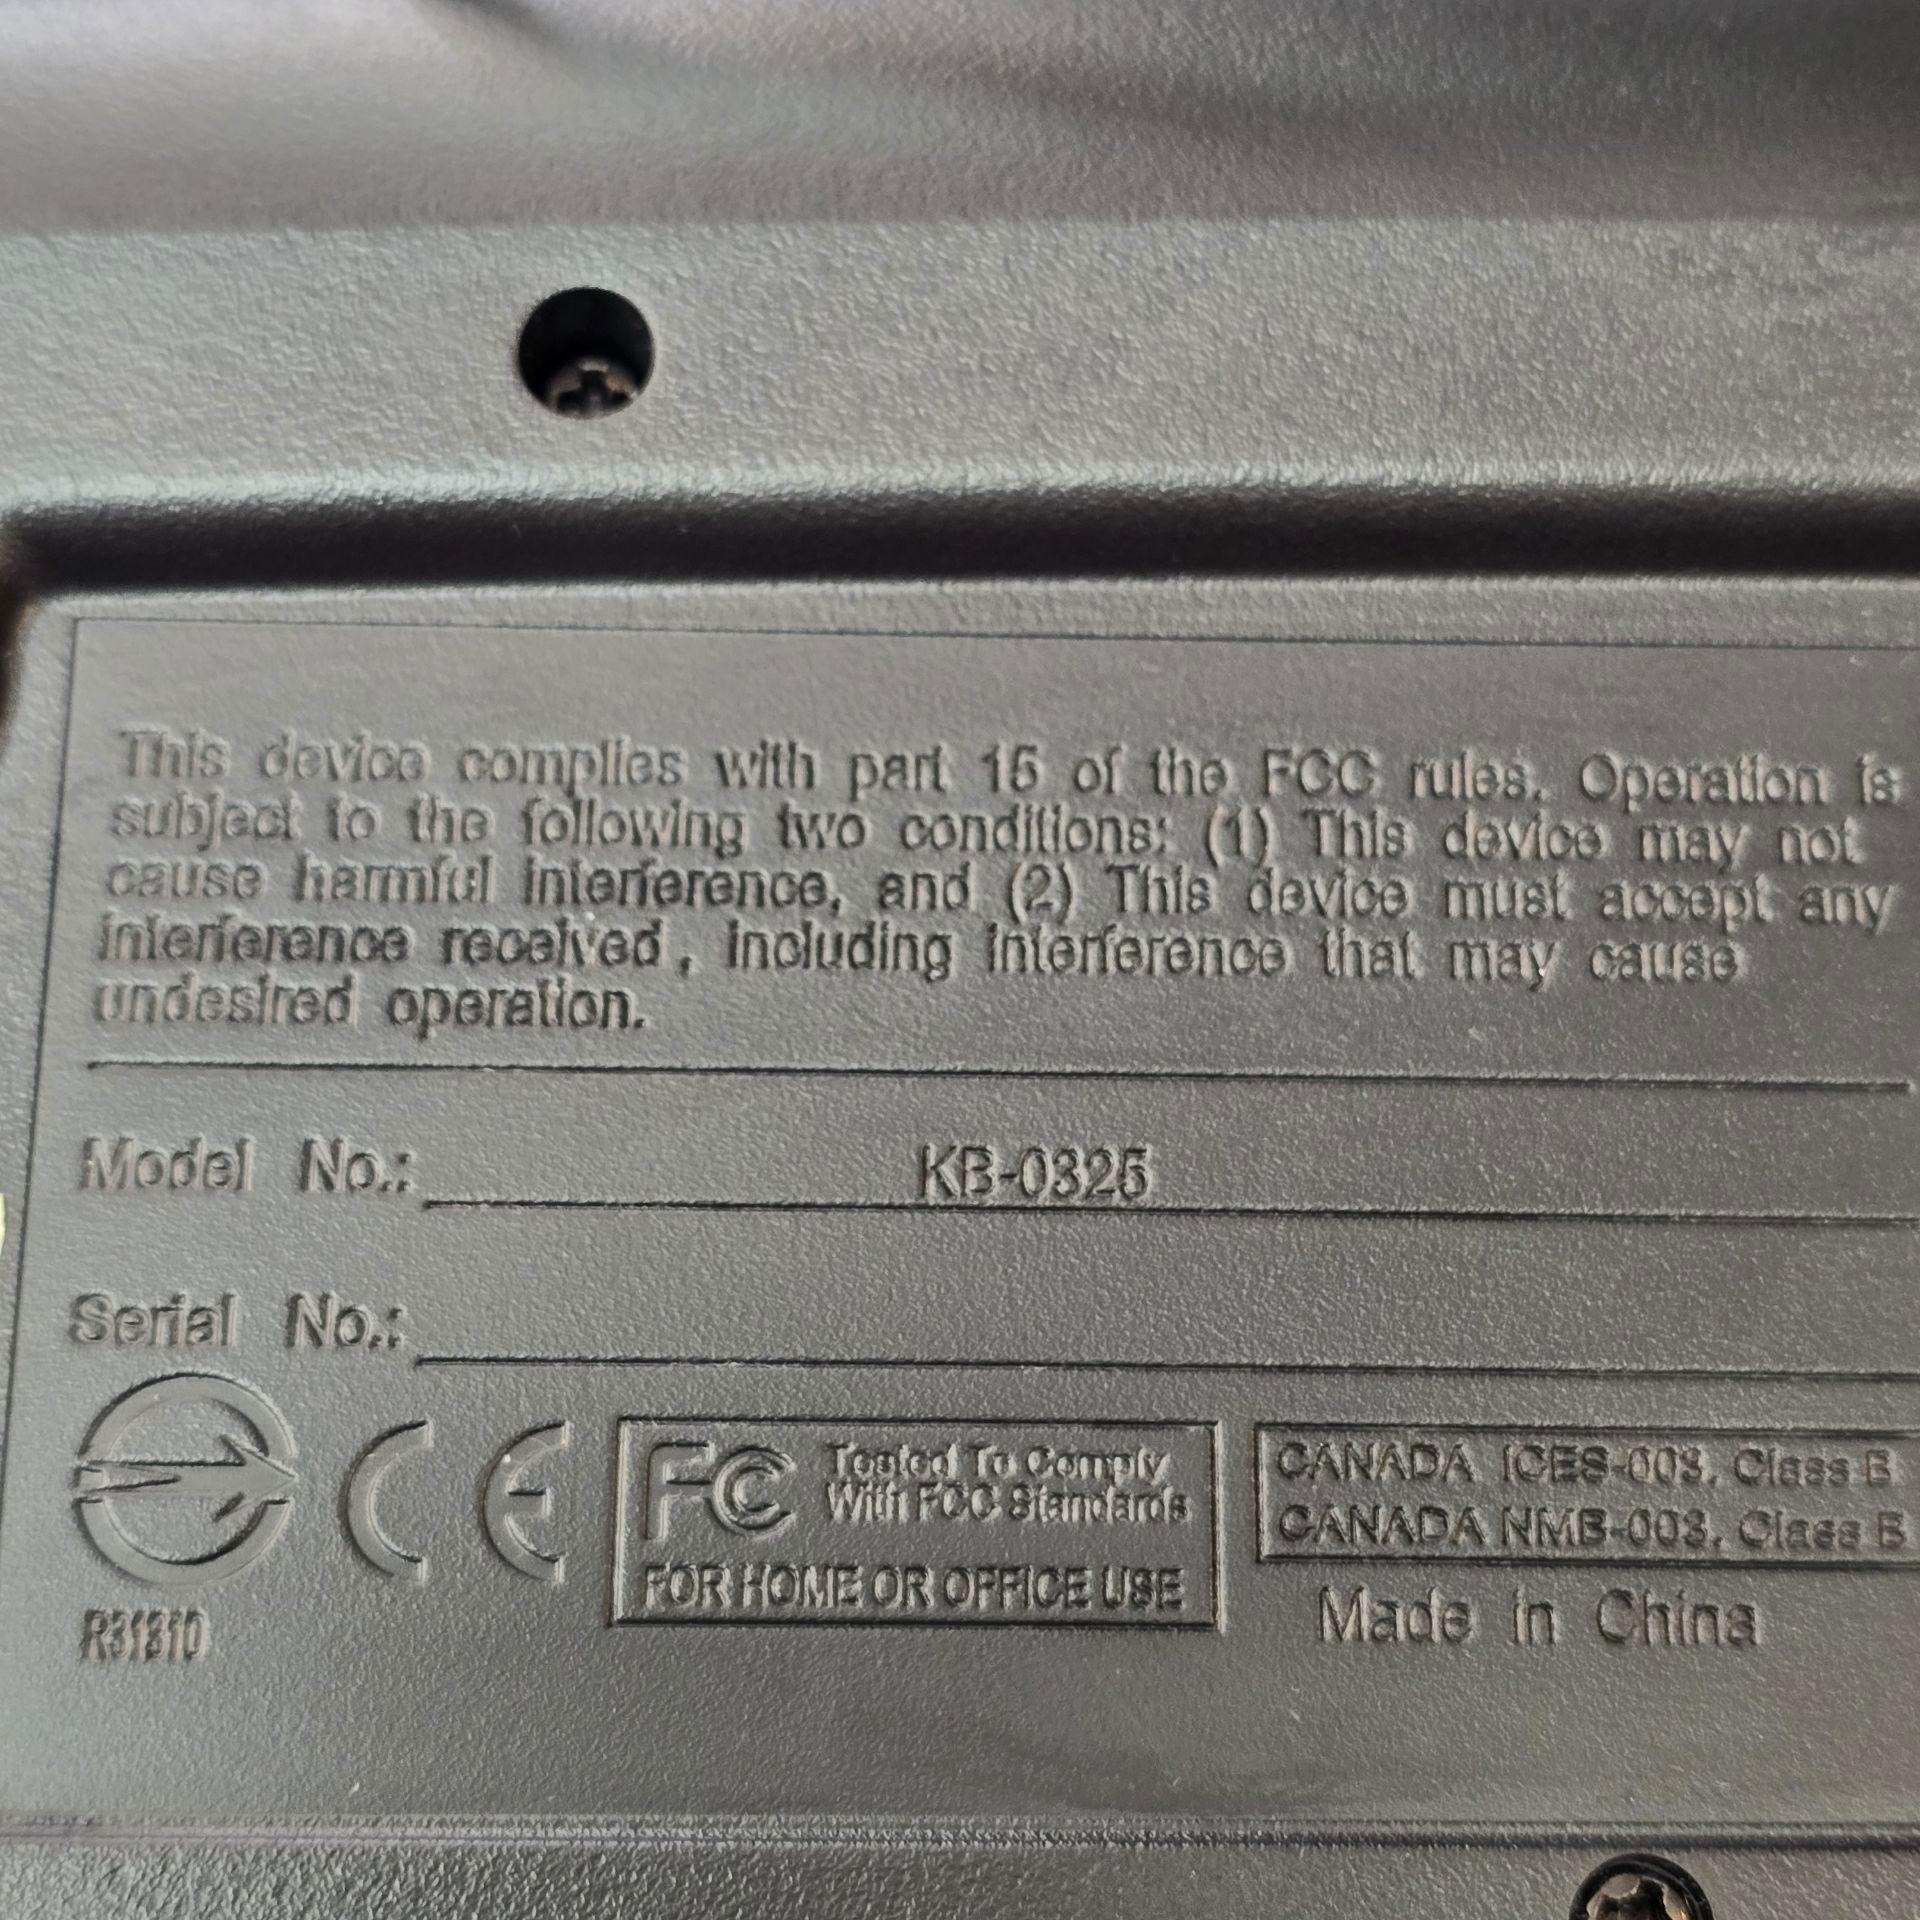 This device complies with part 15 of the FCC rules. Operation is
subject to the following two conditions: (1) This device may not
cause harmful interference, and (2) This device must accept any
interference received, including interference that may cause
undesired operation.
Model No.: KB-0325
Serial No.:
CE
FC Tested To Comply
With FCC Standards
FOR HOME OR OFFICE USE
CANADA ICES-003, Class B
CANADA NMB-003, Class B
R31310
Made in China